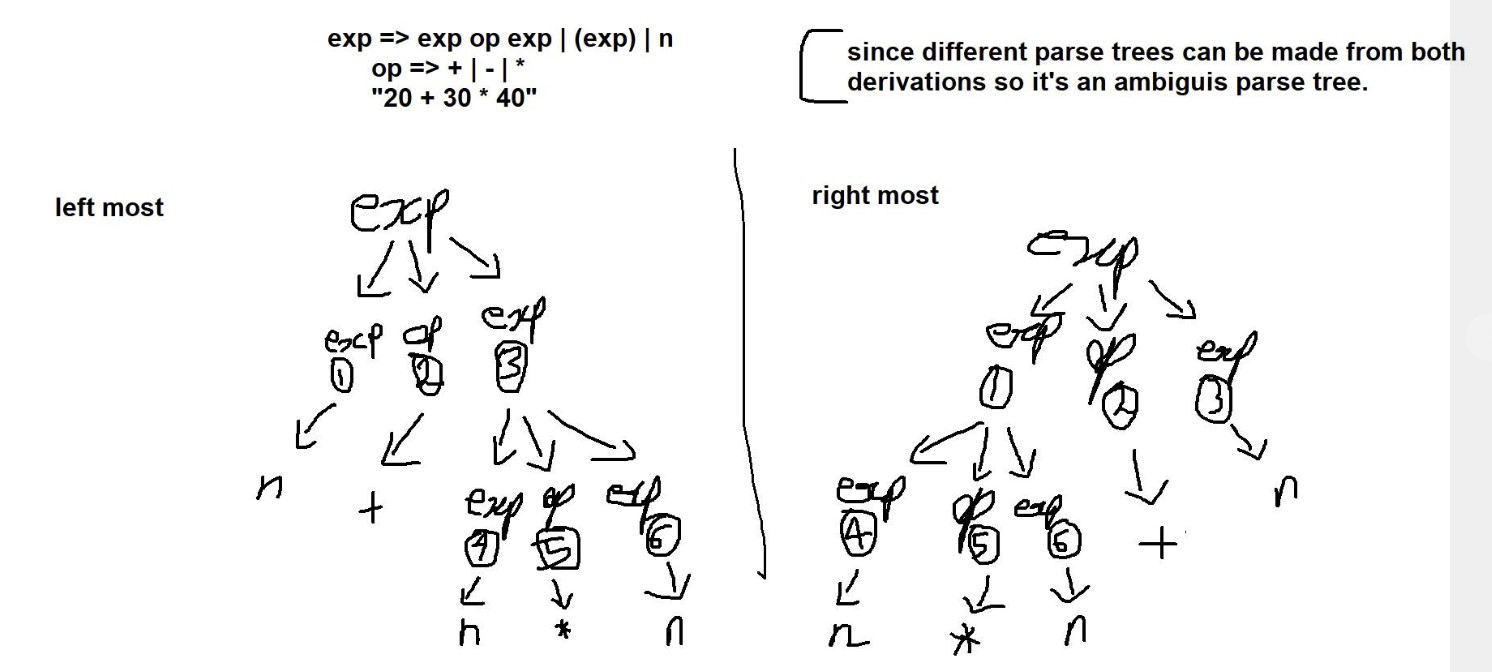 exp => exp op exp | (exp) | n
op => + | - | *
"20 + 30 * 40"
since different parse trees can be made from both
derivations so it's an ambiguis parse tree.
left most
exp
exp op exp
1 2 3
n + exp op exp
4 5 6
n * n
right most
exp
exp op exp
1 2 3
exp op exp + n
4 5 6
n * n